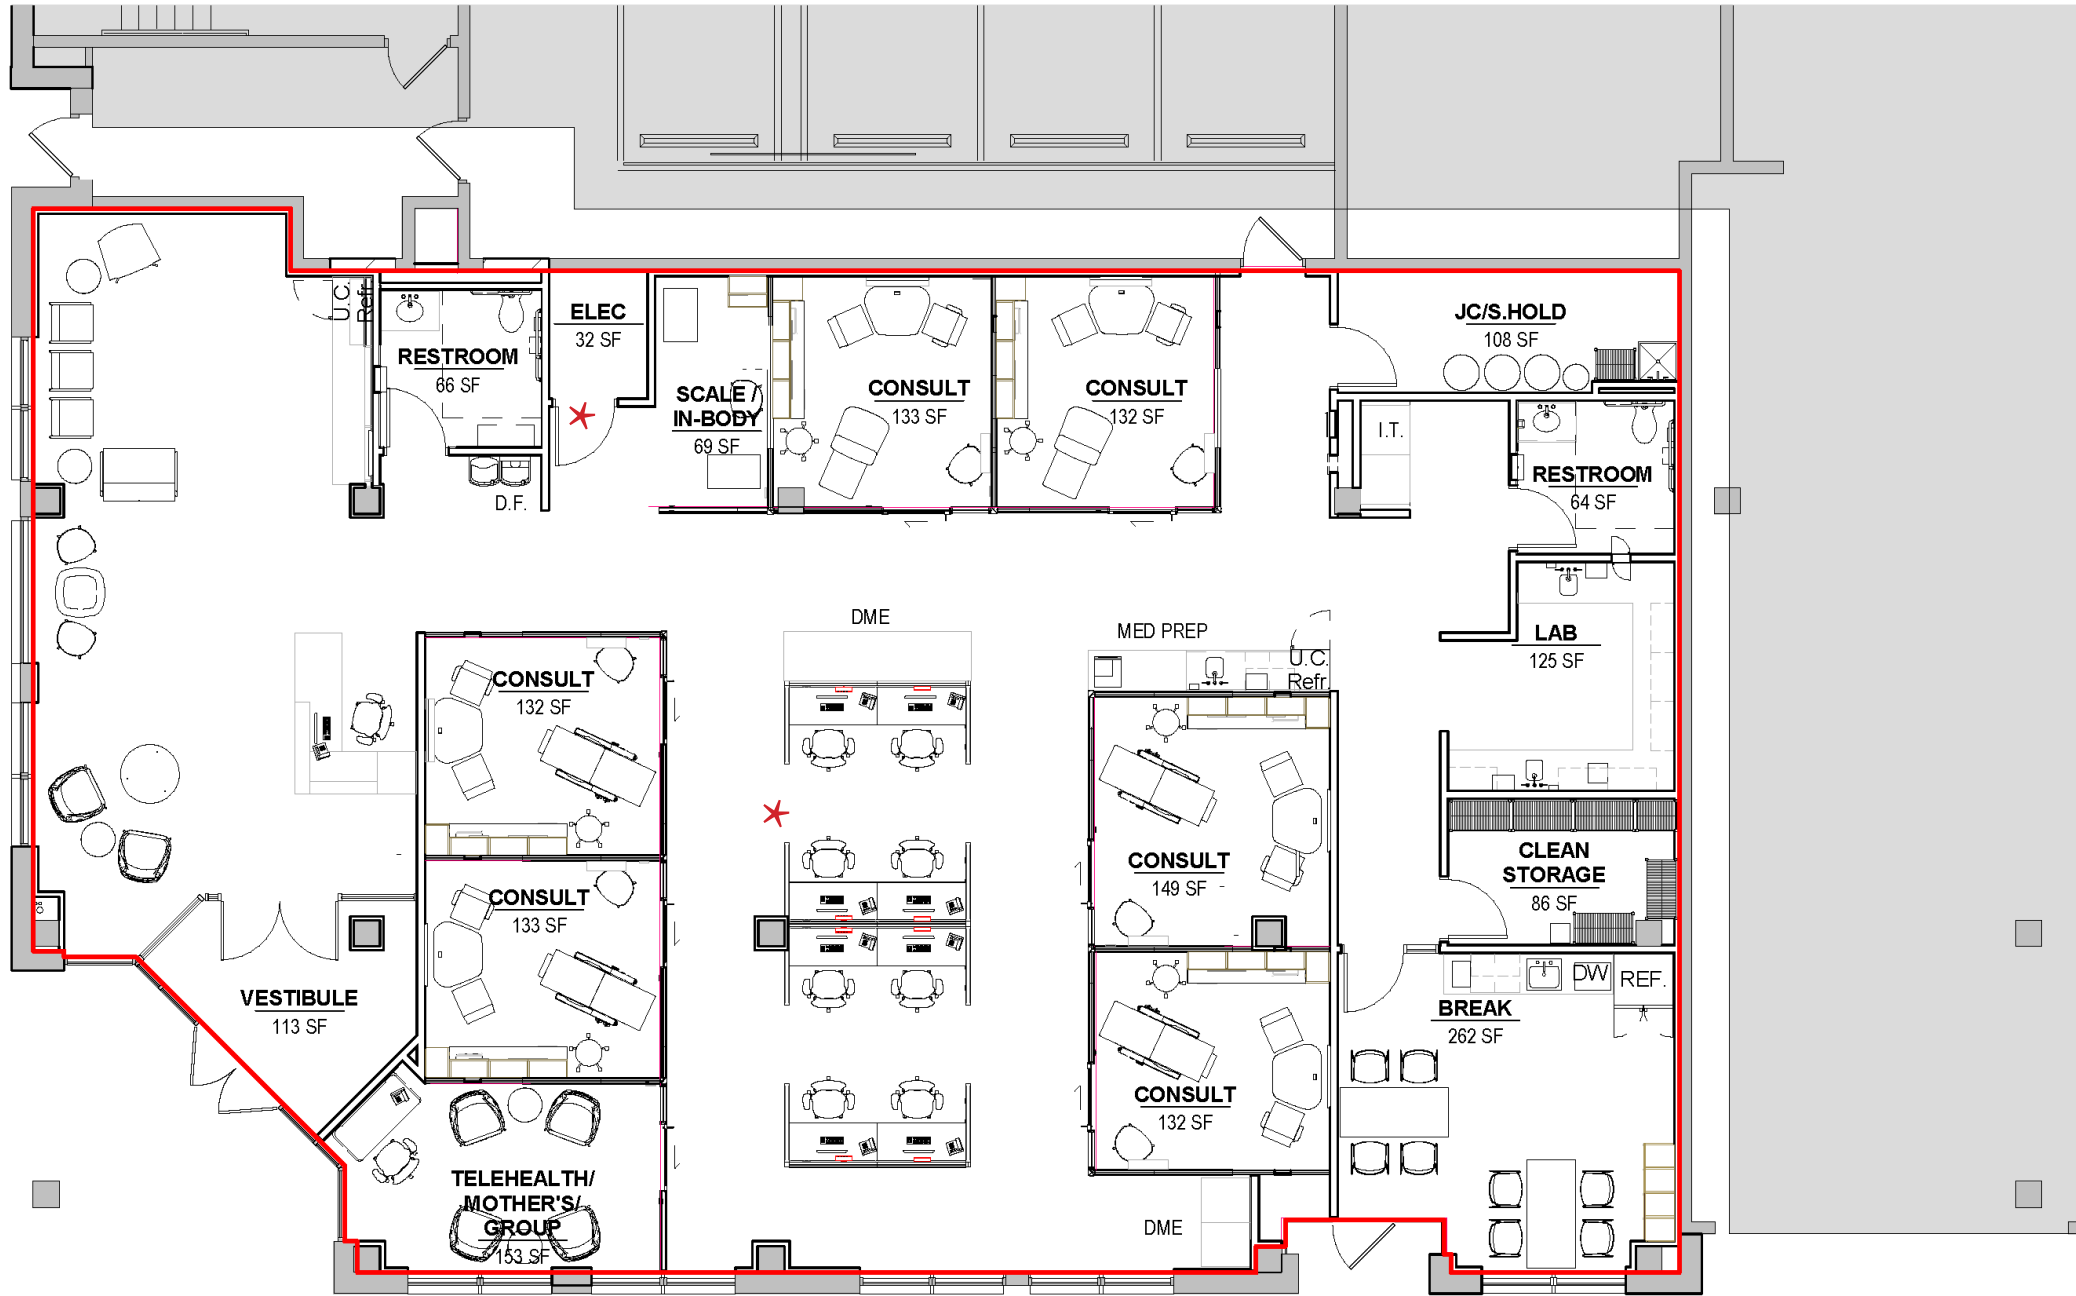 U.C.
Refr.
RESTROOM
66 SF
ELEC
32 SF
SCALE /
IN-BODY
69 SF
CONSULT
133 SF
CONSULT
132 SF
JC/S.HOLD
108 SF
I.T.
RESTROOM
64 SF
D.F.
DME
MED PREP
U.C.
Refr.
LAB
125 SF
CONSULT
132 SF
CONSULT
133 SF
CONSULT
149 SF
CLEAN
STORAGE
86 SF
VESTIBULE
113 SF
DW
REF.
BREAK
262 SF
CONSULT
132 SF
TELEHEALTH/
MOTHER'S/
GROUP
153 SF
DME